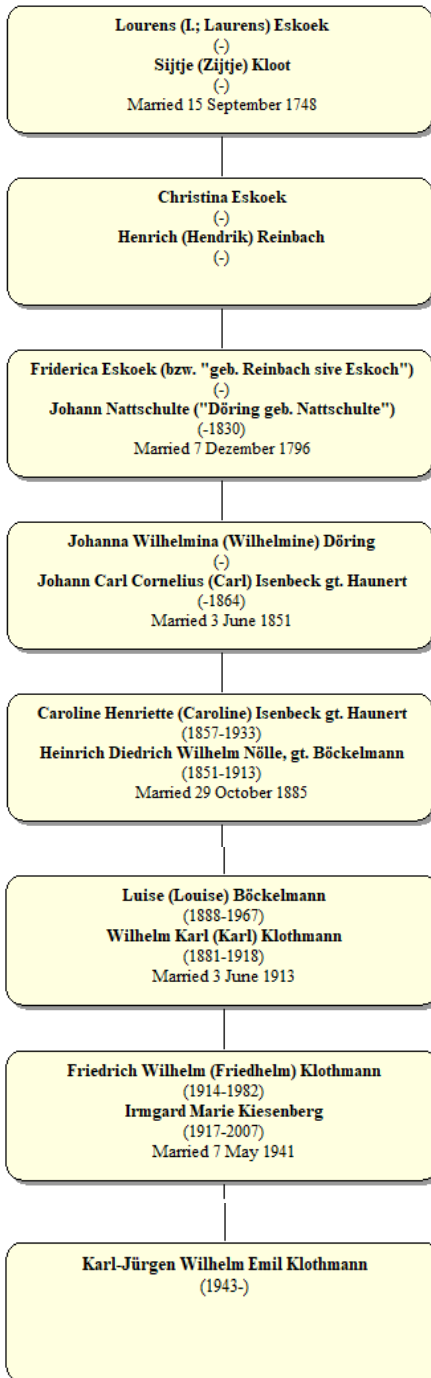 Lourens (I.; Laurens) Eskoek
(-)
Sijtje (Zijtje) Kloot
(-)
Married 15 September 1748
Christina Eskoek
(-)
Henrich (Hendrik) Reinbach
(-)
Friderica Eskoek (bzw. "geb. Reinbach sive Eskoch")
(-)
Johann Nattschulte ("Döring geb. Nattschulte")
(-1830)
Married 7 Dezember 1796
Johanna Wilhelmina (Wilhelmine) Döring
(-)
Johann Carl Cornelius (Carl) Isenbeck gt. Haunert
(-1864)
Married 3 June 1851
Caroline Henriette (Caroline) Isenbeck gt. Haunert
(1857-1933)
Heinrich Diedrich Wilhelm Nölle, gt. Böckelmann
(1851-1913)
Married 29 October 1885
Luise (Louise) Böckelmann
(1888-1967)
Wilhelm Karl (Karl) Klothmann
(1881-1918)
Married 3 June 1913
Friedrich Wilhelm (Friedhelm) Klothmann
(1914-1982)
Irmgard Marie Kiesenberg
(1917-2007)
Married 7 May 1941
Karl-Jürgen Wilhelm Emil Klothmann
(1943-)